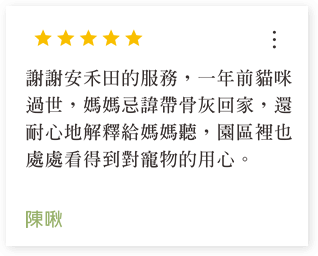 謝謝安禾田的服務，一年前貓咪
過世，媽媽忌諱帶骨灰回家，還
耐心地解釋給媽媽聽，園區裡也
處處看得到對寵物的用心。
陳啾